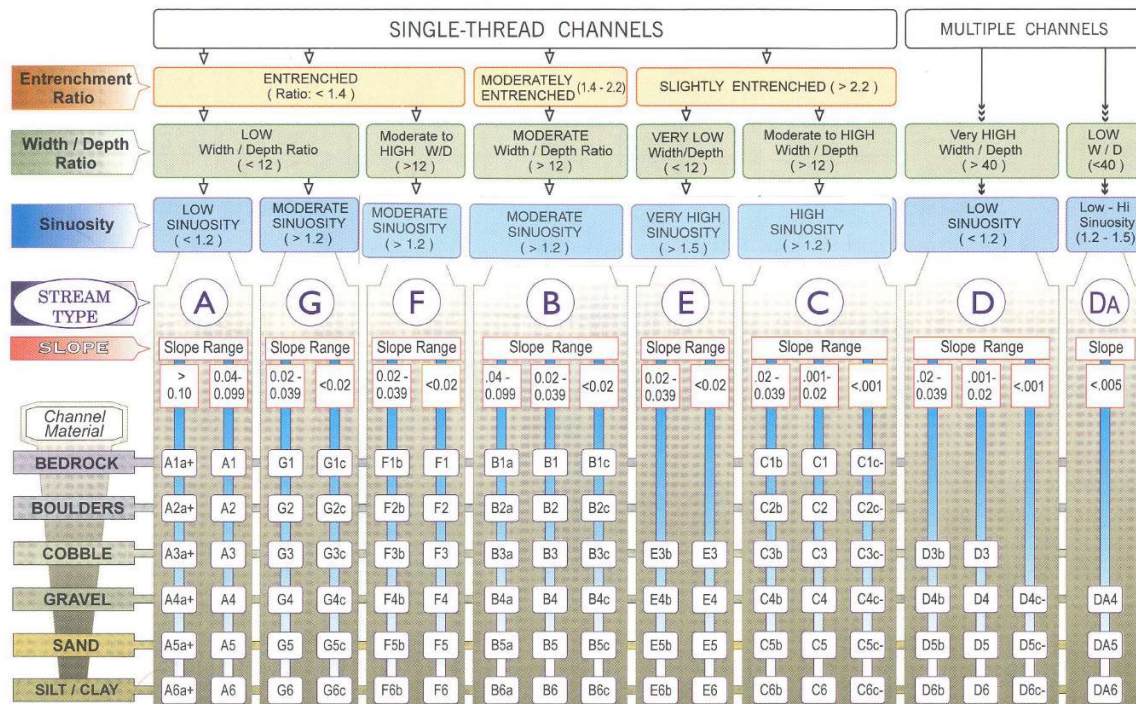 SINGLE-THREAD CHANNELS MULTIPLE CHANNELS
Entrenchment
Ratio
ENTRENCHED
( Ratio: < 1.4 )
MODERATELY
ENTRENCHED (1.4 - 2.2)
SLIGHTLY ENTRENCHED ( > 2.2 )
Width / Depth
Ratio
LOW
Width / Depth Ratio
( < 12 )
Moderate to
HIGH W/D
( >12 )
MODERATE
Width / Depth Ratio
( > 12 )
VERY LOW
Width/Depth
( < 12 )
Moderate to HIGH
Width / Depth
( > 12 )
Very HIGH
Width / Depth
( > 40 )
LOW
W / D
(<40)
Sinuosity
LOW
SINUOSITY
( < 1.2 )
MODERATE
SINUOSITY
( > 1.2 )
MODERATE
SINUOSITY
( > 1.2 )
MODERATE
SINUOSITY
( > 1.2 )
VERY HIGH
SINUOSITY
( > 1.5 )
HIGH
SINUOSITY
( > 1.2 )
LOW
SINUOSITY
( < 1.2 )
Low - Hi
Sinuosity
(1.2 - 1.5)
STREAM
TYPE
A G F B E C D DA
SLOPE
Slope Range Slope Range Slope Range Slope Range Slope Range Slope Range Slope Range Slope
>
0.10
0.04-
0.099
0.02 -
0.039
<0.02
0.02 -
0.039
<0.02
.04 -
0.099
0.02 -
0.039
<0.02
0.02 -
0.039
<0.02
.02 -
0.039
.001-
0.02
<.001
.02 -
0.039
.001-
0.02
<.001
<.005
Channel
Material
BEDROCK A1a+ A1 G1 G1c F1b F1 B1a B1 B1c C1b C1 C1c-
BOULDERS A2a+ A2 G2 G2c F2b F2 B2a B2 B2c C2b C2 C2c-
COBBLE A3a+ A3 G3 G3c F3b F3 B3a B3 B3c E3b E3 C3b C3 C3c- D3b D3
GRAVEL A4a+ A4 G4 G4c F4b F4 B4a B4 B4c E4b E4 C4b C4 C4c- D4b D4 D4c- DA4
SAND A5a+ A5 G5 G5c F5b F5 B5a B5 B5c E5b E5 C5b C5 C5c- D5b D5 D5c- DA5
SILT / CLAY A6a+ A6 G6 G6c F6b F6 B6a B6 B6c E6b E6 C6b C6 C6c- D6b D6 D6c- DA6